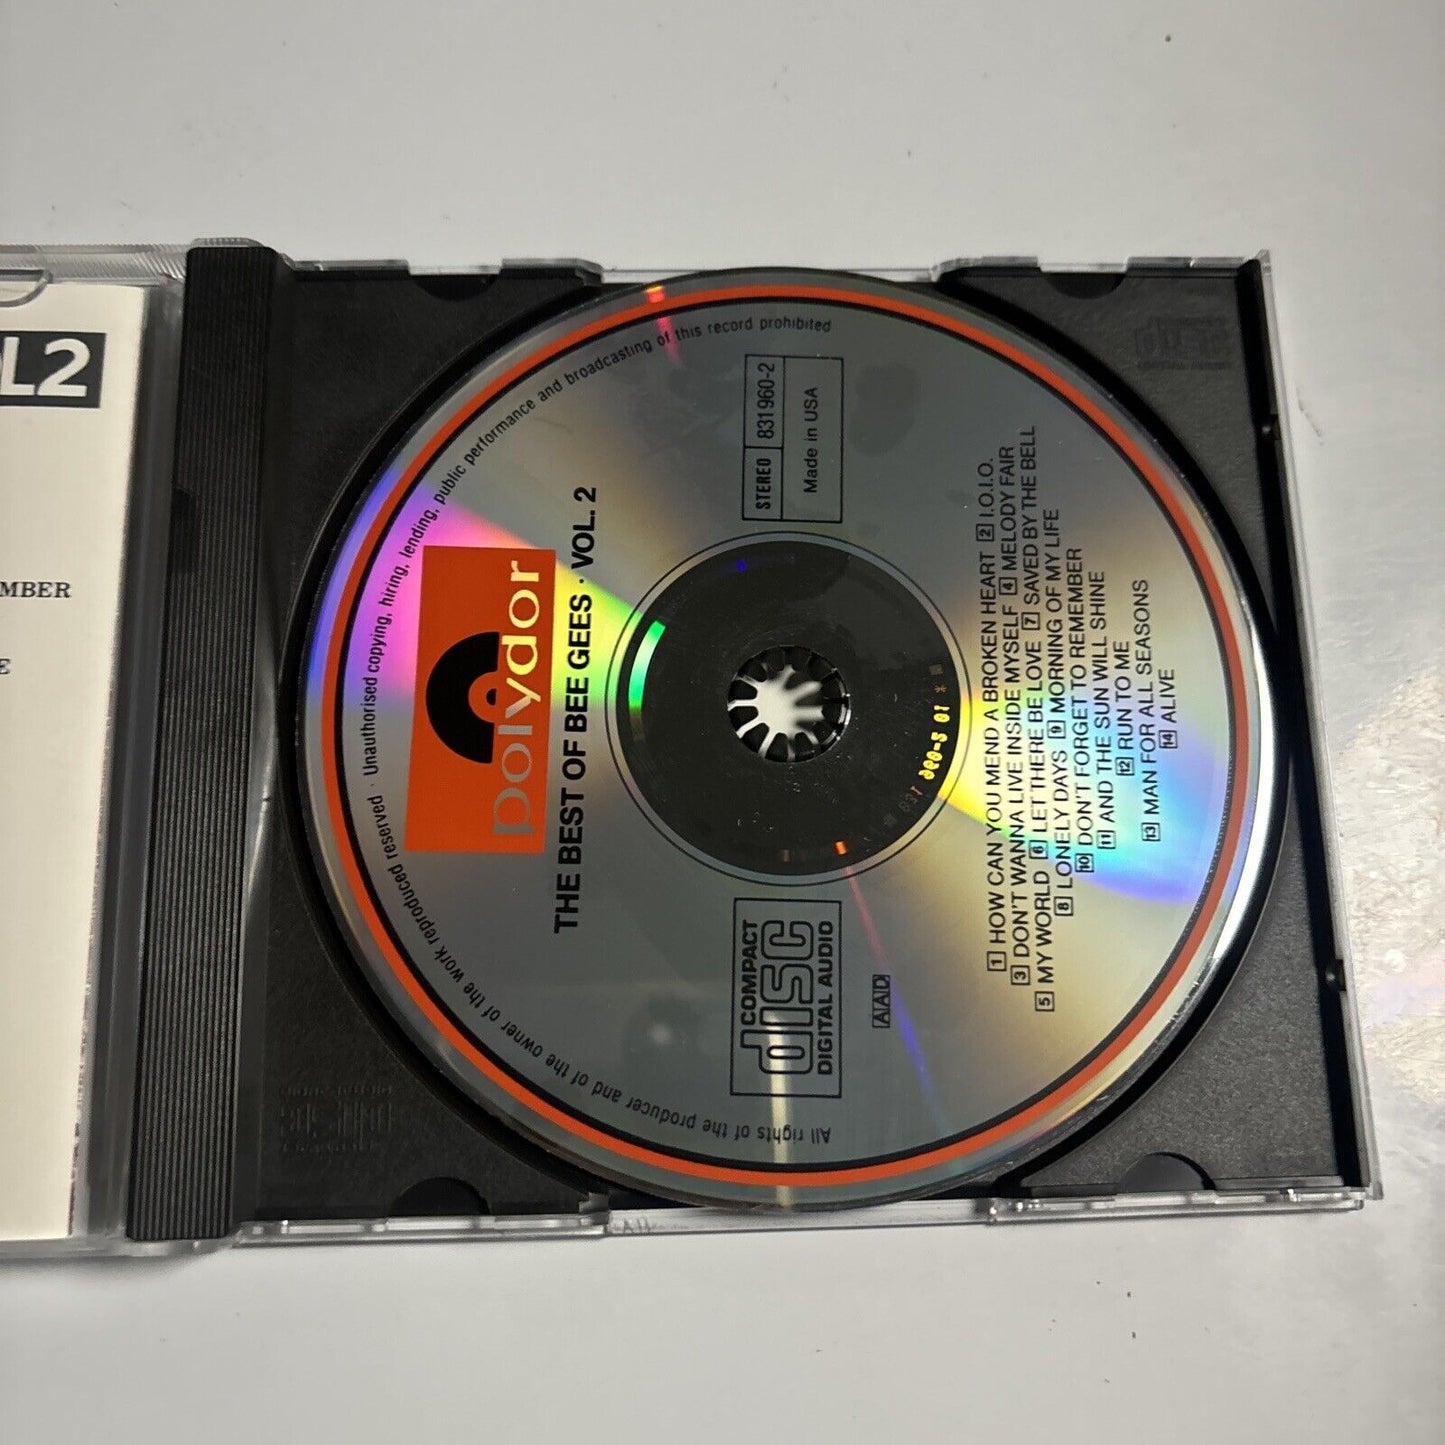 L2
MBER
E
polydor
THE BEST OF BEE GEES · VOL. 2
COMPACT
disc
DIGITAL AUDIO
AAD
STEREO 831 960-2
Made in USA
1 HOW CAN YOU MEND A BROKEN HEART 2 I.O.I.O.
3 DON'T WANNA LIVE INSIDE MYSELF 4 MELODY FAIR
5 MY WORLD 6 LET THERE BE LOVE 7 SAVED BY THE BELL
8 LONELY DAYS 9 MORNING OF MY LIFE
10 DON'T FORGET TO REMEMBER
11 AND THE SUN WILL SHINE
12 RUN TO ME
13 MAN FOR ALL SEASONS
14 ALIVE
All rights of the producer and of the owner of the work reproduced reserved · Unauthorised copying, hiring, lending, public performance and broadcasting of this record prohibited